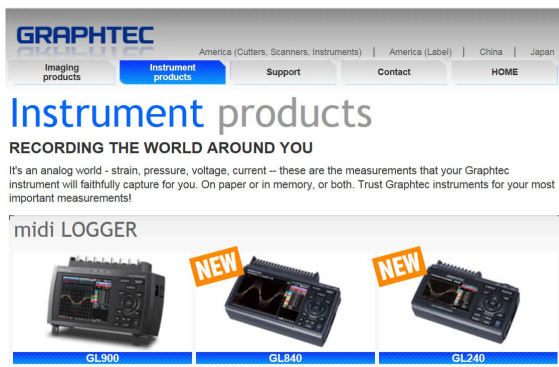 GRAPHTEC
America (Cutters, Scanners, Instruments) | America (Label) | China | Japan
Imaging products
Instrument products
Support
Contact
HOME
Instrument products
RECORDING THE WORLD AROUND YOU
It's an analog world - strain, pressure, voltage, current -- these are the measurements that your Graphtec
instrument will faithfully capture for you. On paper or in memory, or both. Trust Graphtec instruments for your most
important measurements!
midi LOGGER
NEW
NEW
GL900
GL840
GL240